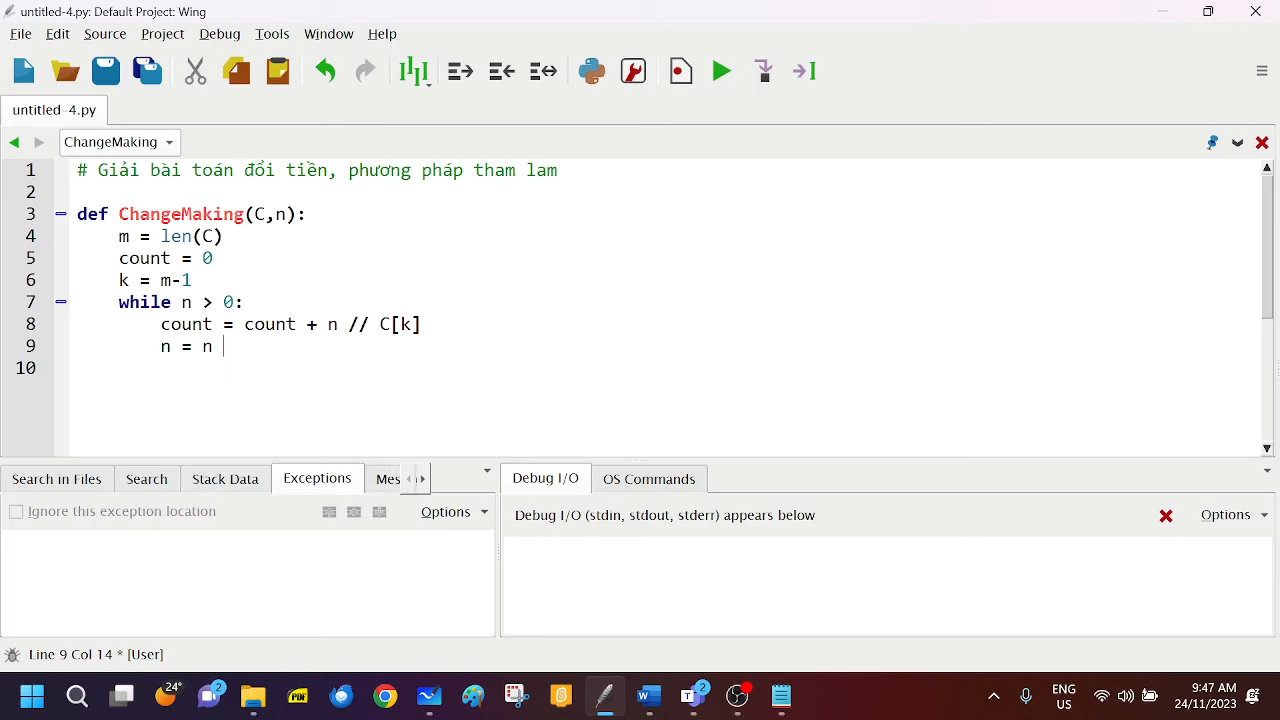 untitled-4.py: Default Project: Wing
File Edit Source Project Debug Tools Window Help
untitled-4.py
ChangeMaking
1 # Giải bài toán đổi tiền, phương pháp tham lam
2
3 def ChangeMaking(C,n):
4 m = len(C)
5 count = 0
6 k = m-1
7 while n > 0:
8 count = count + n // C[k]
9 n = n
10
Search in Files Search Stack Data Exceptions Mes
Debug I/O OS Commands
Ignore this exception location Options
Debug I/O (stdin, stdout, stderr) appears below Options
Line 9 Col 14 * [User]
24° 2 PDF 2
ENG US
9:47 AM
24/11/2023